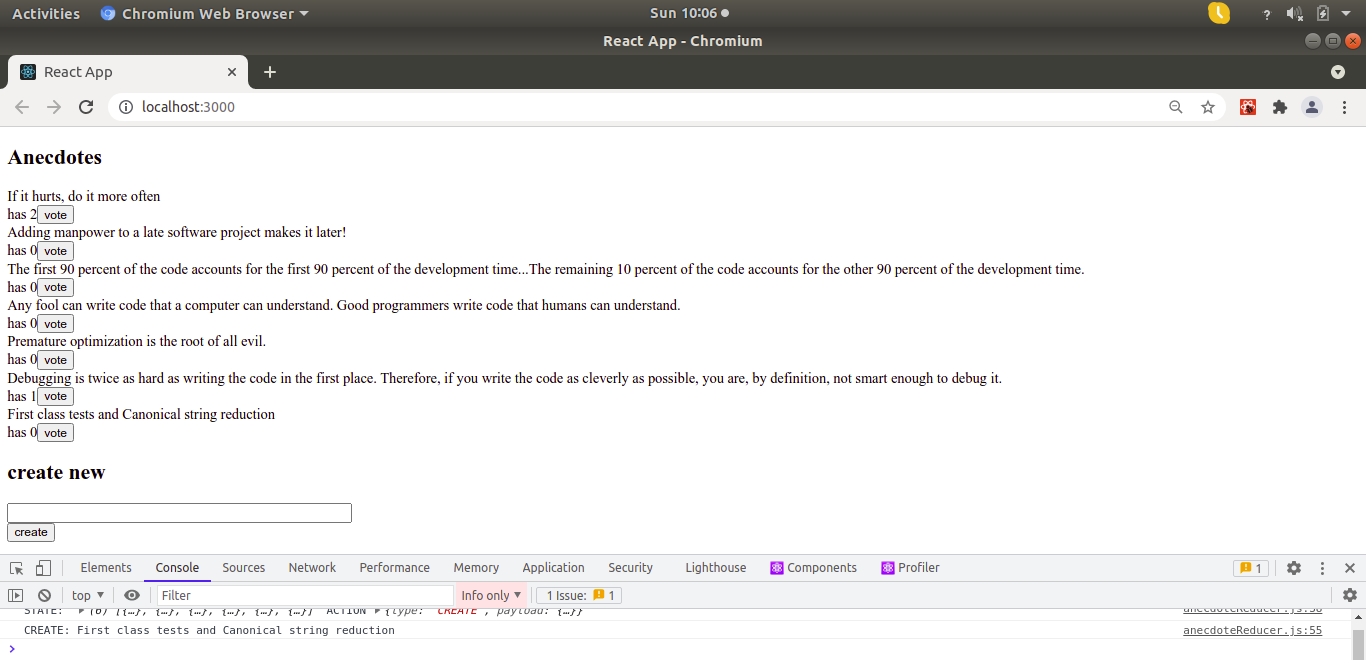 Activities Chromium Web Browser Sun 10:06
React App - Chromium
React App
localhost:3000
Anecdotes
If it hurts, do it more often
has 2 vote
Adding manpower to a late software project makes it later!
has 0 vote
The first 90 percent of the code accounts for the first 90 percent of the development time...The remaining 10 percent of the code accounts for the other 90 percent of the development time.
has 0 vote
Any fool can write code that a computer can understand. Good programmers write code that humans can understand.
has 0 vote
Premature optimization is the root of all evil.
has 0 vote
Debugging is twice as hard as writing the code in the first place. Therefore, if you write the code as cleverly as possible, you are, by definition, not smart enough to debug it.
has 1 vote
First class tests and Canonical string reduction
has 0 vote
create new
create
Elements Console Sources Network Performance Memory Application Security Lighthouse Components Profiler 1
top Filter Info only 1 Issue: 1
STATE: (6) [{…}, {…}, {…}, {…}, {…}, {…}] ACTION {type: "CREATE", payload: {…}} anecdoteReducer.js:50
CREATE: First class tests and Canonical string reduction anecdoteReducer.js:55